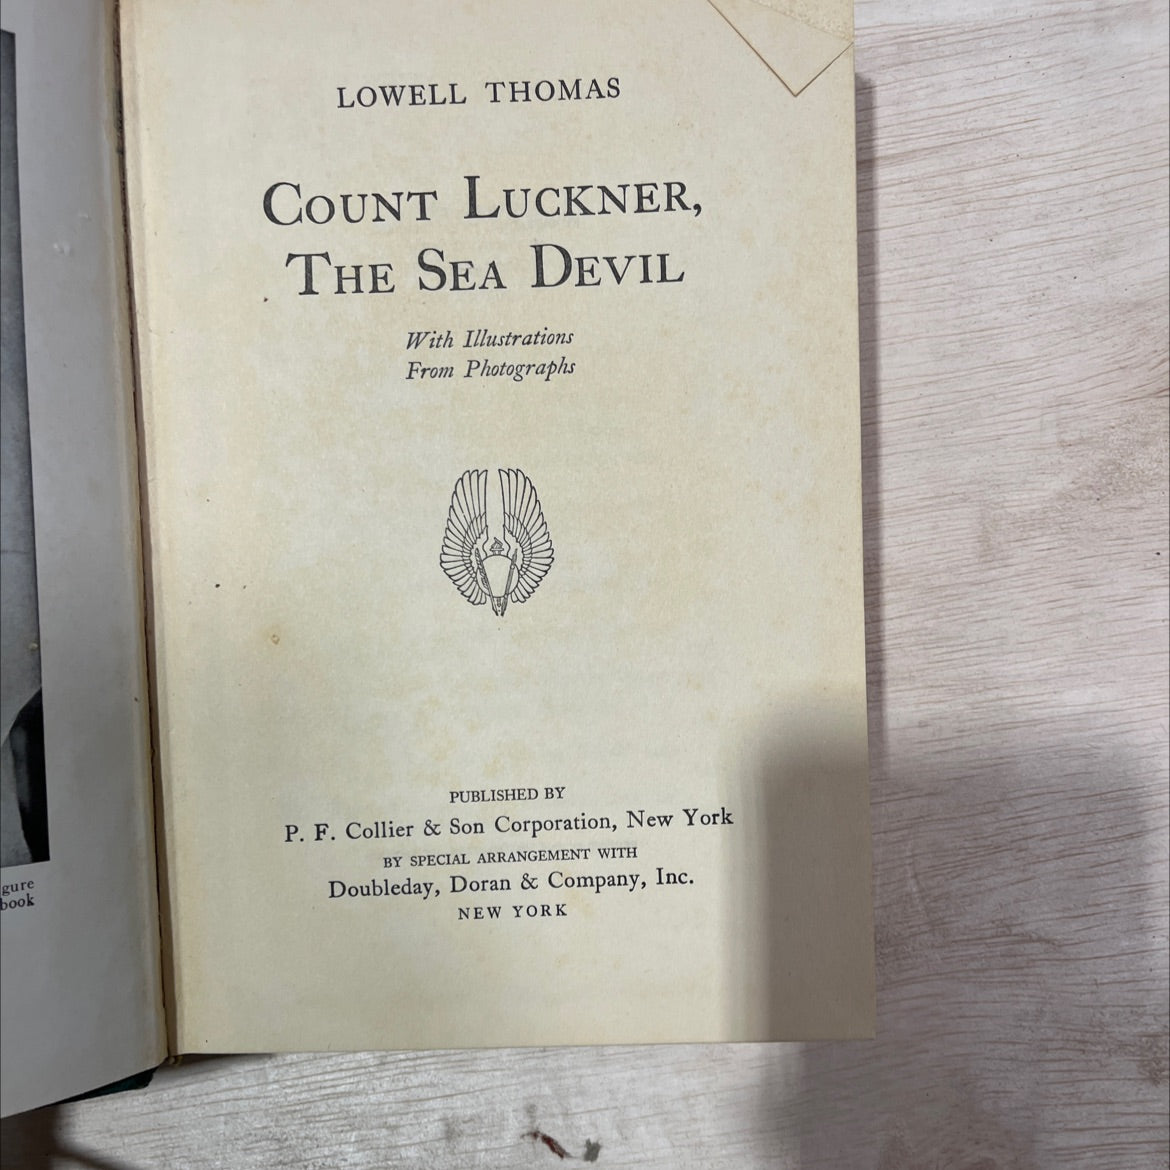 LOWELL THOMAS
COUNT LUCKNER,
THE SEA DEVIL
With Illustrations
From Photographs
PUBLISHED BY
P. F. Collier & Son Corporation, New York
BY SPECIAL ARRANGEMENT WITH
Doubleday, Doran & Company, Inc.
NEW YORK
gure
book